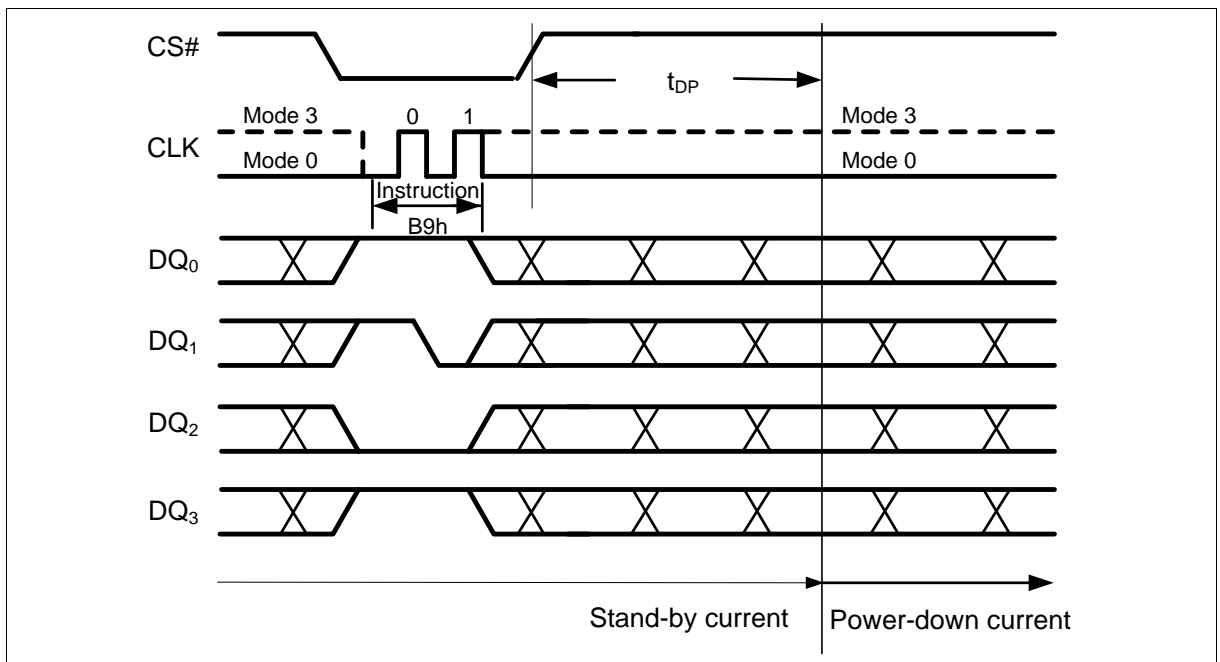 CS#
tDP
Mode 3 0 1 Mode 3
CLK
Mode 0 Mode 0
Instruction
B9h
DQ0
DQ1
DQ2
DQ3
Stand-by current Power-down current